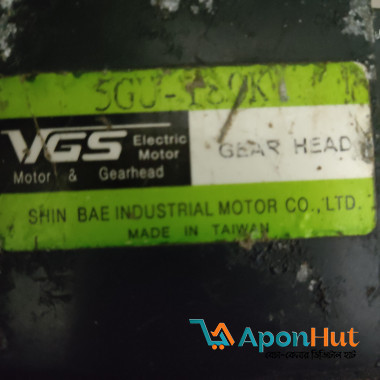 VGS Electric Motor
Motor & Gearhead
GEAR HEAD
SHIN BAE INDUSTRIAL MOTOR CO., LTD.
MADE IN TAIWAN
AponHut